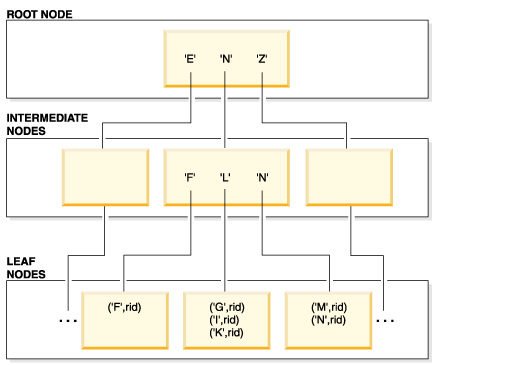 ROOT NODE
'E' 'N' 'Z'
INTERMEDIATE
NODES
'F' 'L' 'N'
LEAF
NODES
... ('F',rid) ('G',rid) ('M',rid) ...
('I',rid) ('N',rid)
('K',rid)